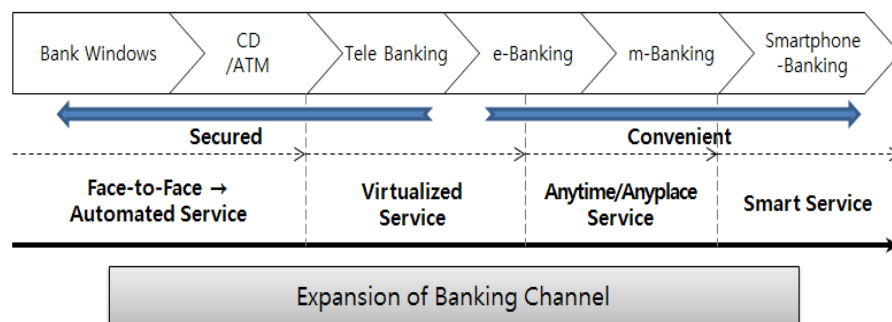 Bank Windows
CD
/ATM
Tele Banking
e-Banking
m-Banking
Smartphone
-Banking
Secured
Convenient
Face-to-Face →
Automated Service
Virtualized
Service
Anytime/Anyplace
Service
Smart Service
Expansion of Banking Channel